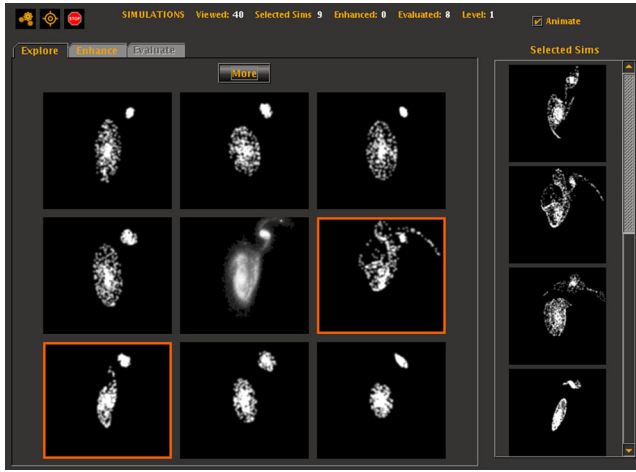 SIMULATIONS Viewed: 40 Selected Sims 9 Enhanced: 0 Evaluated: 8 Level: 1
STOP
Animate
Explore Enhance Evaluate
Selected Sims
More